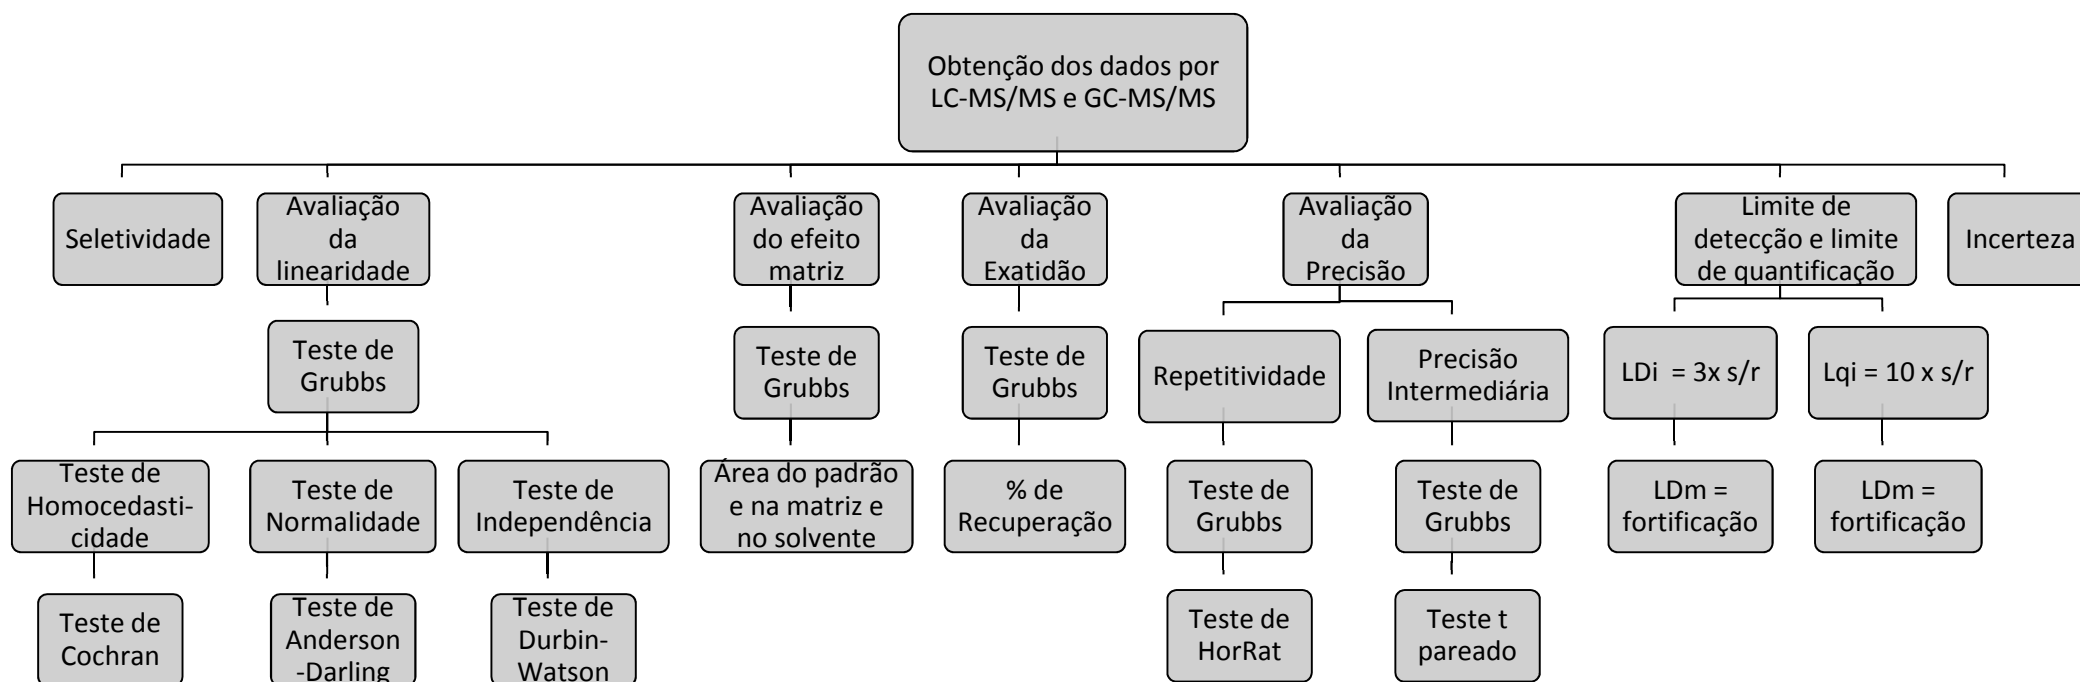 Obtenção dos dados por
LC-MS/MS e GC-MS/MS
Seletividade
Avaliação
da
linearidade
Avaliação
do efeito
matriz
Avaliação
da
Exatidão
Avaliação
da
Precisão
Limite de
detecção e limite
de quantificação
Incerteza
Teste de
Grubbs
Teste de
Grubbs
Teste de
Grubbs
Repetitividade
Precisão
Intermediária
LDi = 3x s/r
Lqi = 10 x s/r
Teste de
Homocedasti-
cidade
Teste de
Normalidade
Teste de
Independência
Área do padrão
e na matriz e
no solvente
% de
Recuperação
Teste de
Grubbs
Teste de
Grubbs
LDm =
fortificação
LDm =
fortificação
Teste de
Cochran
Teste de
Anderson
-Darling
Teste de
Durbin-
Watson
Teste de
HorRat
Teste t
pareado